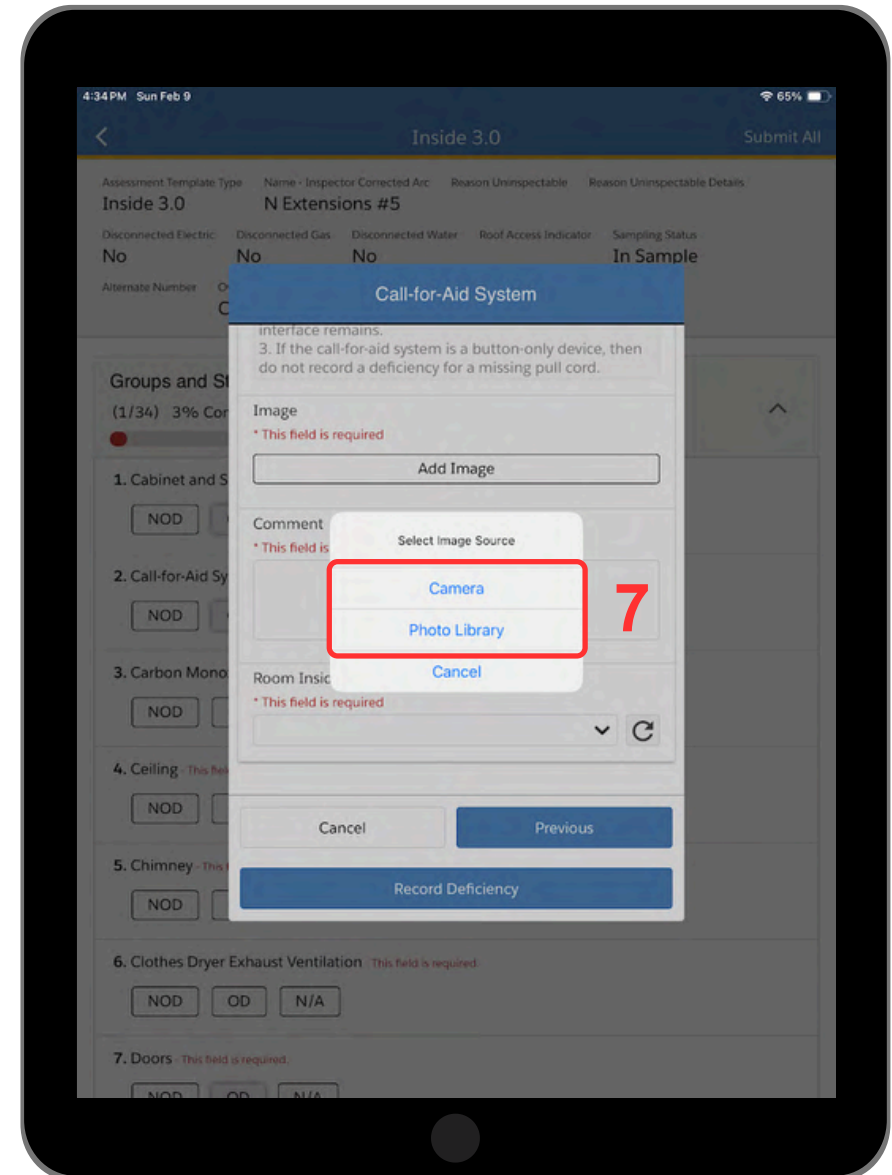 4:34 PM Sun Feb 9 65%
Inside 3.0 Submit All
Assessment Template Type Name - Inspector Corrected Arc Reason Uninspectable Reason Uninspectable Details
Inside 3.0 N Extensions #5
Disconnected Electric Disconnected Gas Disconnected Water Roof Access Indicator Sampling Status
No No No In Sample
Alternate Number
Call-for-Aid System
interface remains.
3. If the call-for-aid system is a button-only device, then
do not record a deficiency for a missing pull cord.
Groups and St
(1/34) 3% Con
Image
* This field is required
Add Image
1. Cabinet and S
NOD
Comment
* This field is
Select Image Source
Camera
Photo Library
Cancel
7
2. Call-for-Aid Sy
NOD
3. Carbon Mono
NOD
Room Insid
* This field is required
4. Ceiling - This fiel
NOD
Cancel Previous
5. Chimney - This f
NOD
Record Deficiency
6. Clothes Dryer Exhaust Ventilation - This field is required.
NOD OD N/A
7. Doors - This field is required.
NOD OD N/A